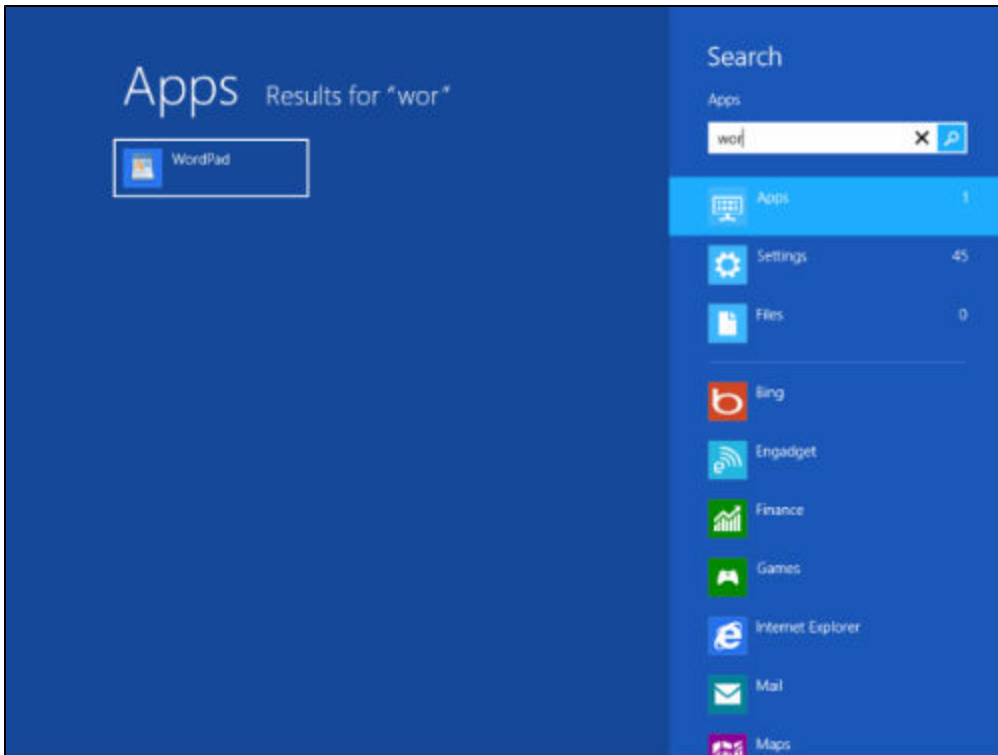 Apps Results for "wor"
WordPad
Search
Apps
wor
Apps 1
Settings 45
Files 0
Bing
Engadget
Finance
Games
Internet Explorer
Mail
Maps